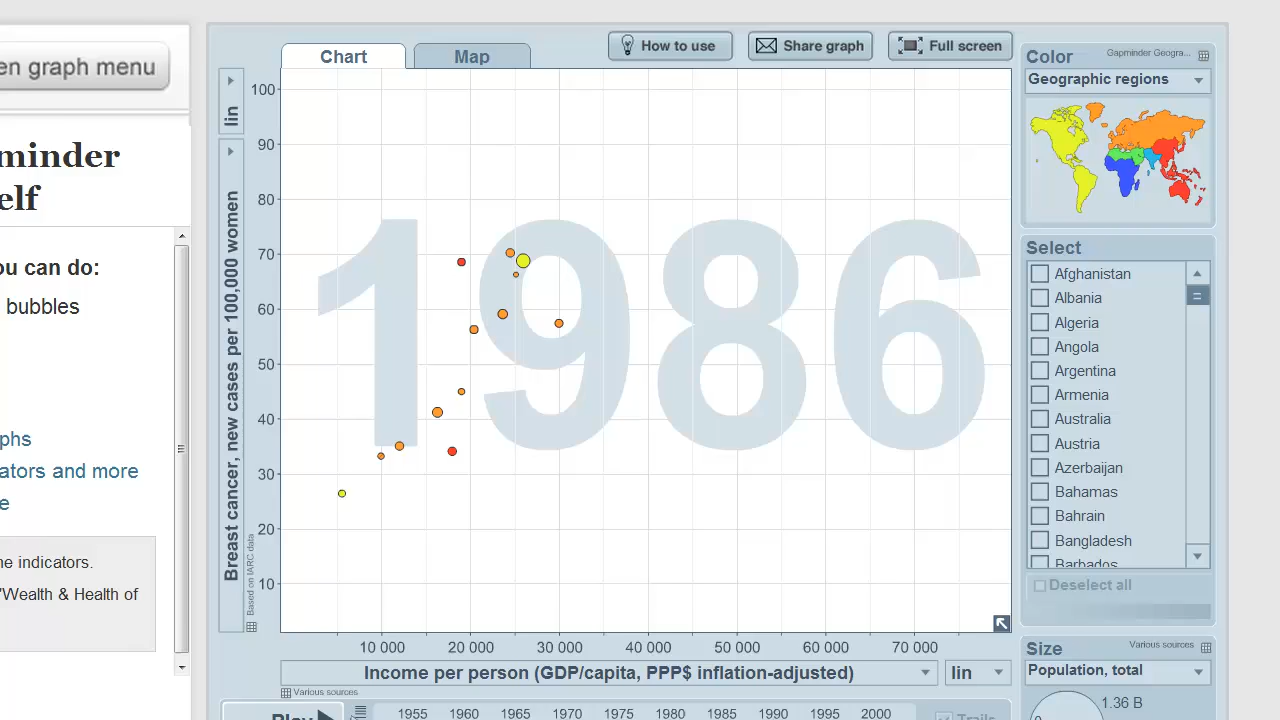 en graph menu
minder
elf
ou can do:
bubbles
phs
ators and more
e
ne indicators.
"Wealth & Health of
Chart
Map
How to use
Share graph
Full screen
lin
Breast cancer, new cases per 100,000 women
Based on IARC data
100
90
80
70
60
50
40
30
20
10
1986
10 000 20 000 30 000 40 000 50 000 60 000 70 000
Income per person (GDP/capita, PPP$ inflation-adjusted)
lin
Various sources
Play
1955 1960 1965 1970 1975 1980 1985 1990 1995 2000
Trails
Color
Gapminder Geogra...
Geographic regions
Select
Afghanistan
Albania
Algeria
Angola
Argentina
Armenia
Australia
Austria
Azerbaijan
Bahamas
Bahrain
Bangladesh
Barbados
Deselect all
Size
Various sources
Population, total
1.36 B